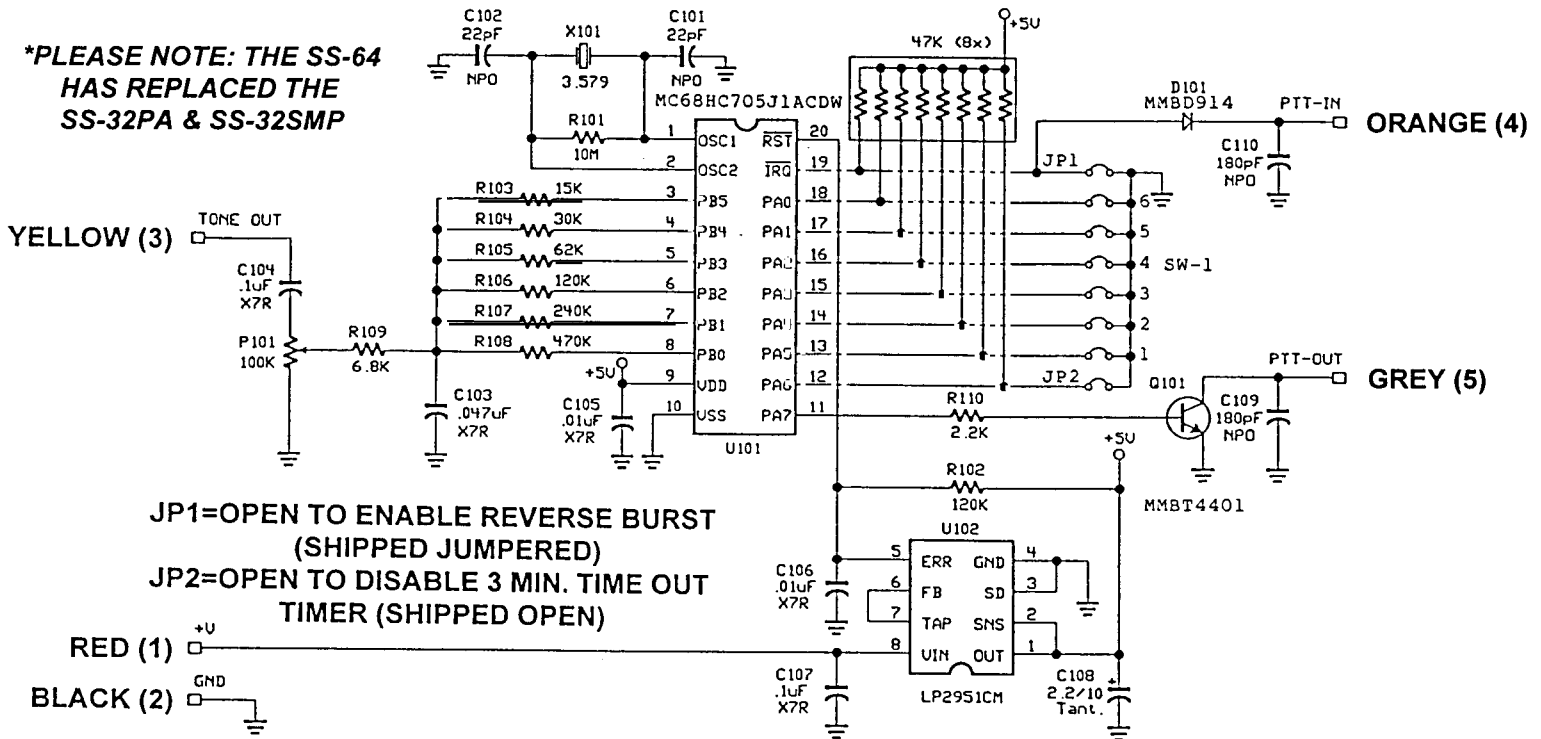 *PLEASE NOTE: THE SS-64
HAS REPLACED THE
SS-32PA & SS-32SMP
C102
22pF
NPO
X101
3.579
C101
22pF
NPO
R101
10M
47K (8x)
+5V
MC68HC705J1ACDW
D101
MMBD914
PTT-IN
ORANGE (4)
C110
180pF
NPO
1 OSC1
2 OSC2
3 PB5
4 PB4
5 PB3
6 PB2
7 PB1
8 PB0
9 VDD
10 VSS
RST 20
IRQ 19
PA0 18
PA1 17
PA2 16
PA3 15
PA4 14
PA5 13
PA6 12
PA7 11
U101
R103 15K
R104 30K
R105 62K
R106 120K
R107 240K
R108 470K
JP1
6
5
4 SW-1
3
2
1
JP2
TONE OUT
YELLOW (3)
C104
.1uF
X7R
P101
100K
R109
6.8K
C103
.047uF
X7R
+5V
C105
.01uF
X7R
R110
2.2K
Q101
MMBT4401
PTT-OUT
GREY (5)
C109
180pF
NPO
+5V
R102
120K
JP1=OPEN TO ENABLE REVERSE BURST
(SHIPPED JUMPERED)
JP2=OPEN TO DISABLE 3 MIN. TIME OUT
TIMER (SHIPPED OPEN)
U102
5 ERR GND 4
6 FB SD 3
7 TAP SNS 2
8 VIN OUT 1
LP2951CM
C106
.01uF
X7R
C107
.1uF
X7R
C108
+
2.2/10
Tant.
RED (1)
+V
BLACK (2)
GND